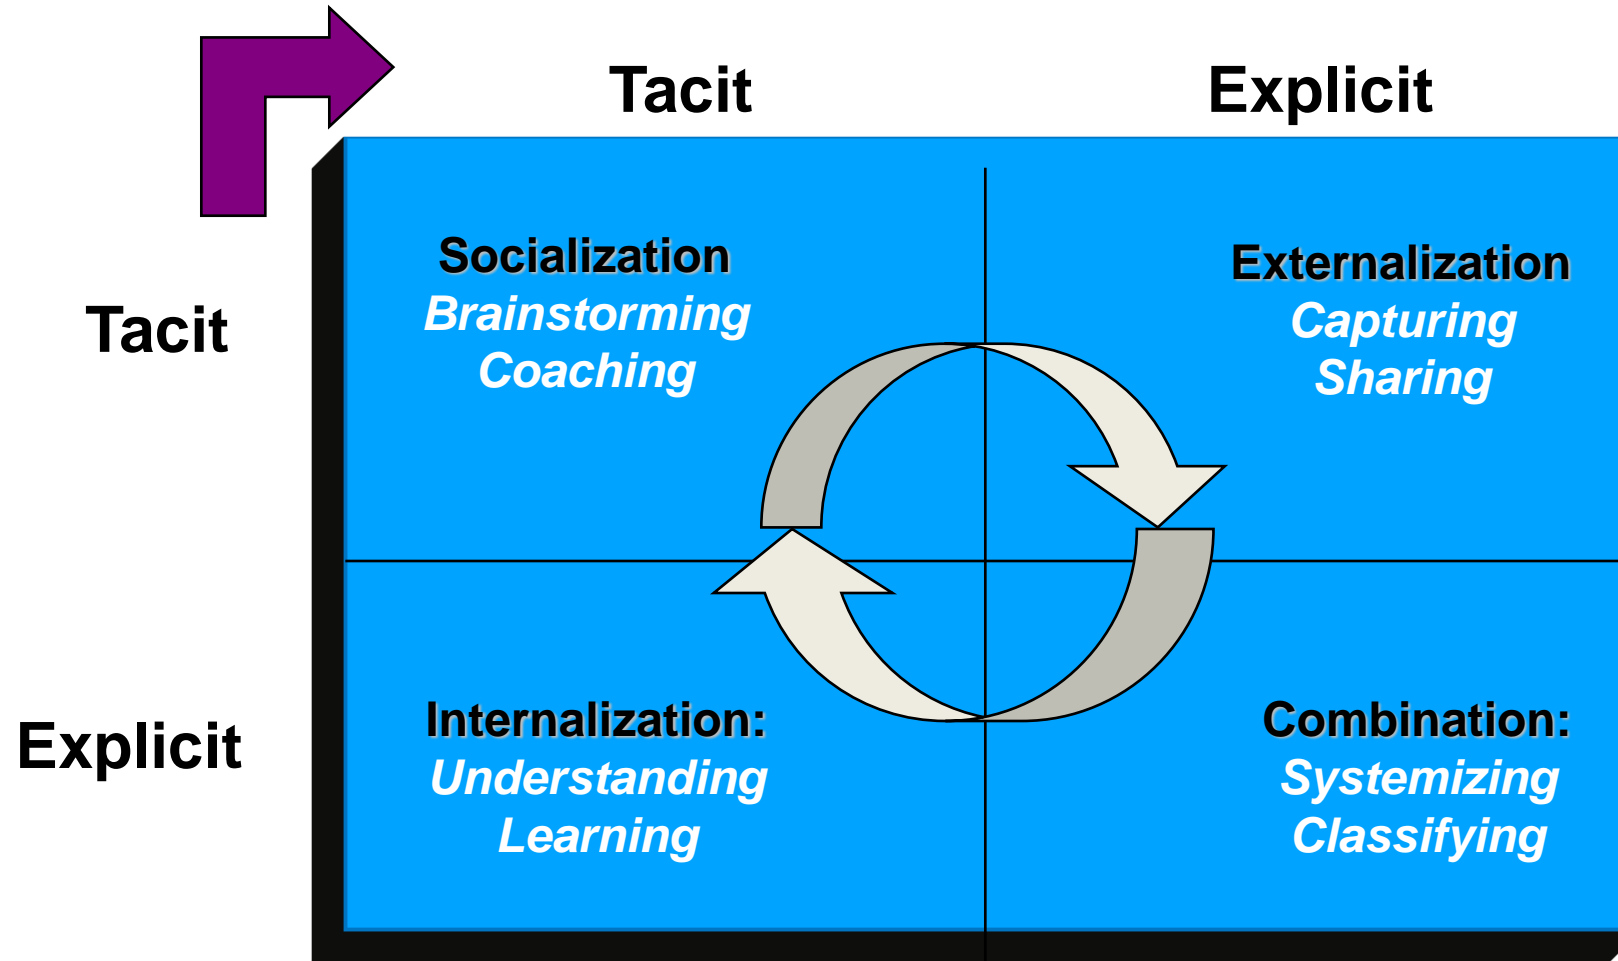 Tacit
Explicit
Tacit
Socialization
Brainstorming
Coaching
Externalization
Capturing
Sharing
Explicit
Internalization:
Understanding
Learning
Combination:
Systemizing
Classifying